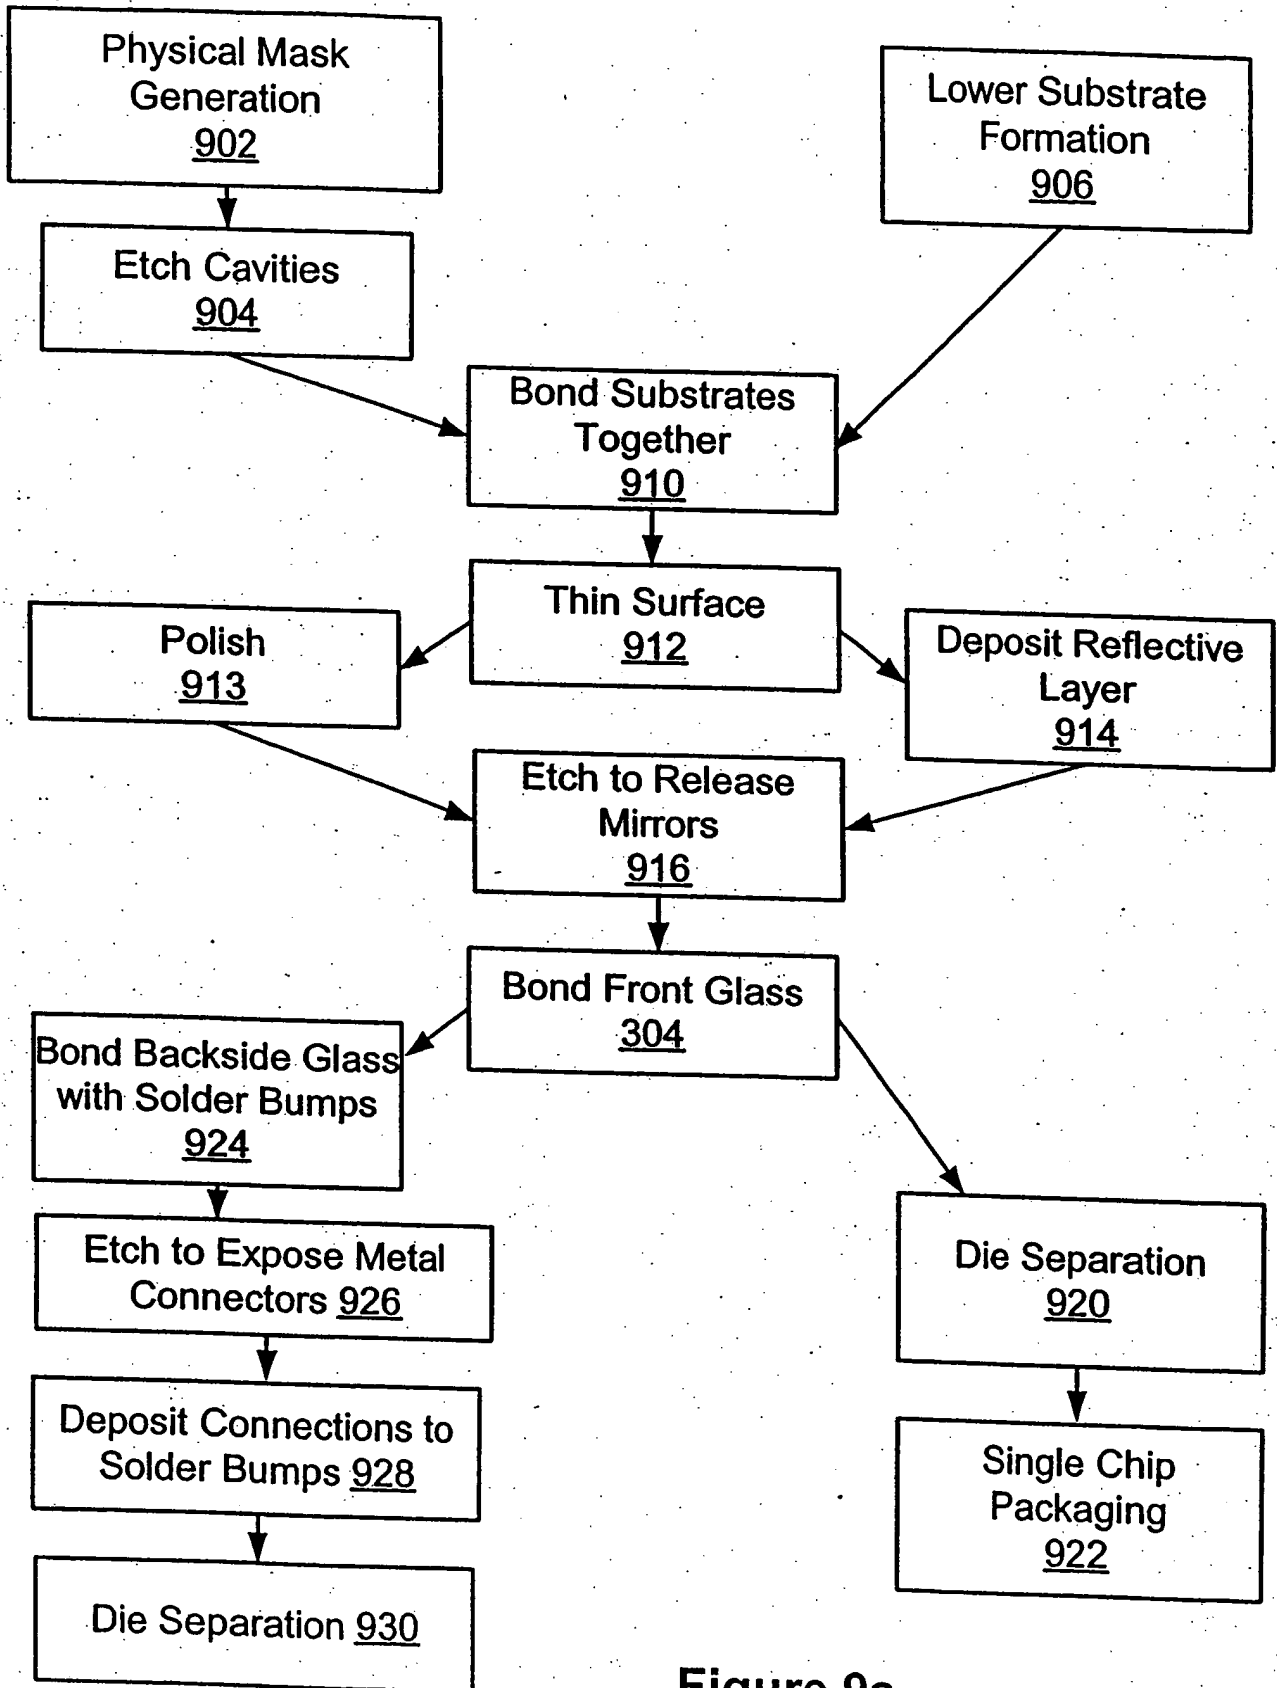 Physical Mask
Generation
902
Lower Substrate
Formation
906
Etch Cavities
904
Bond Substrates
Together
910
Thin Surface
912
Polish
913
Deposit Reflective
Layer
914
Etch to Release
Mirrors
916
Bond Front Glass
304
Bond Backside Glass
with Solder Bumps
924
Etch to Expose Metal
Connectors 926
Die Separation
920
Deposit Connections to
Solder Bumps 928
Single Chip
Packaging
922
Die Separation 930
Figure 9a